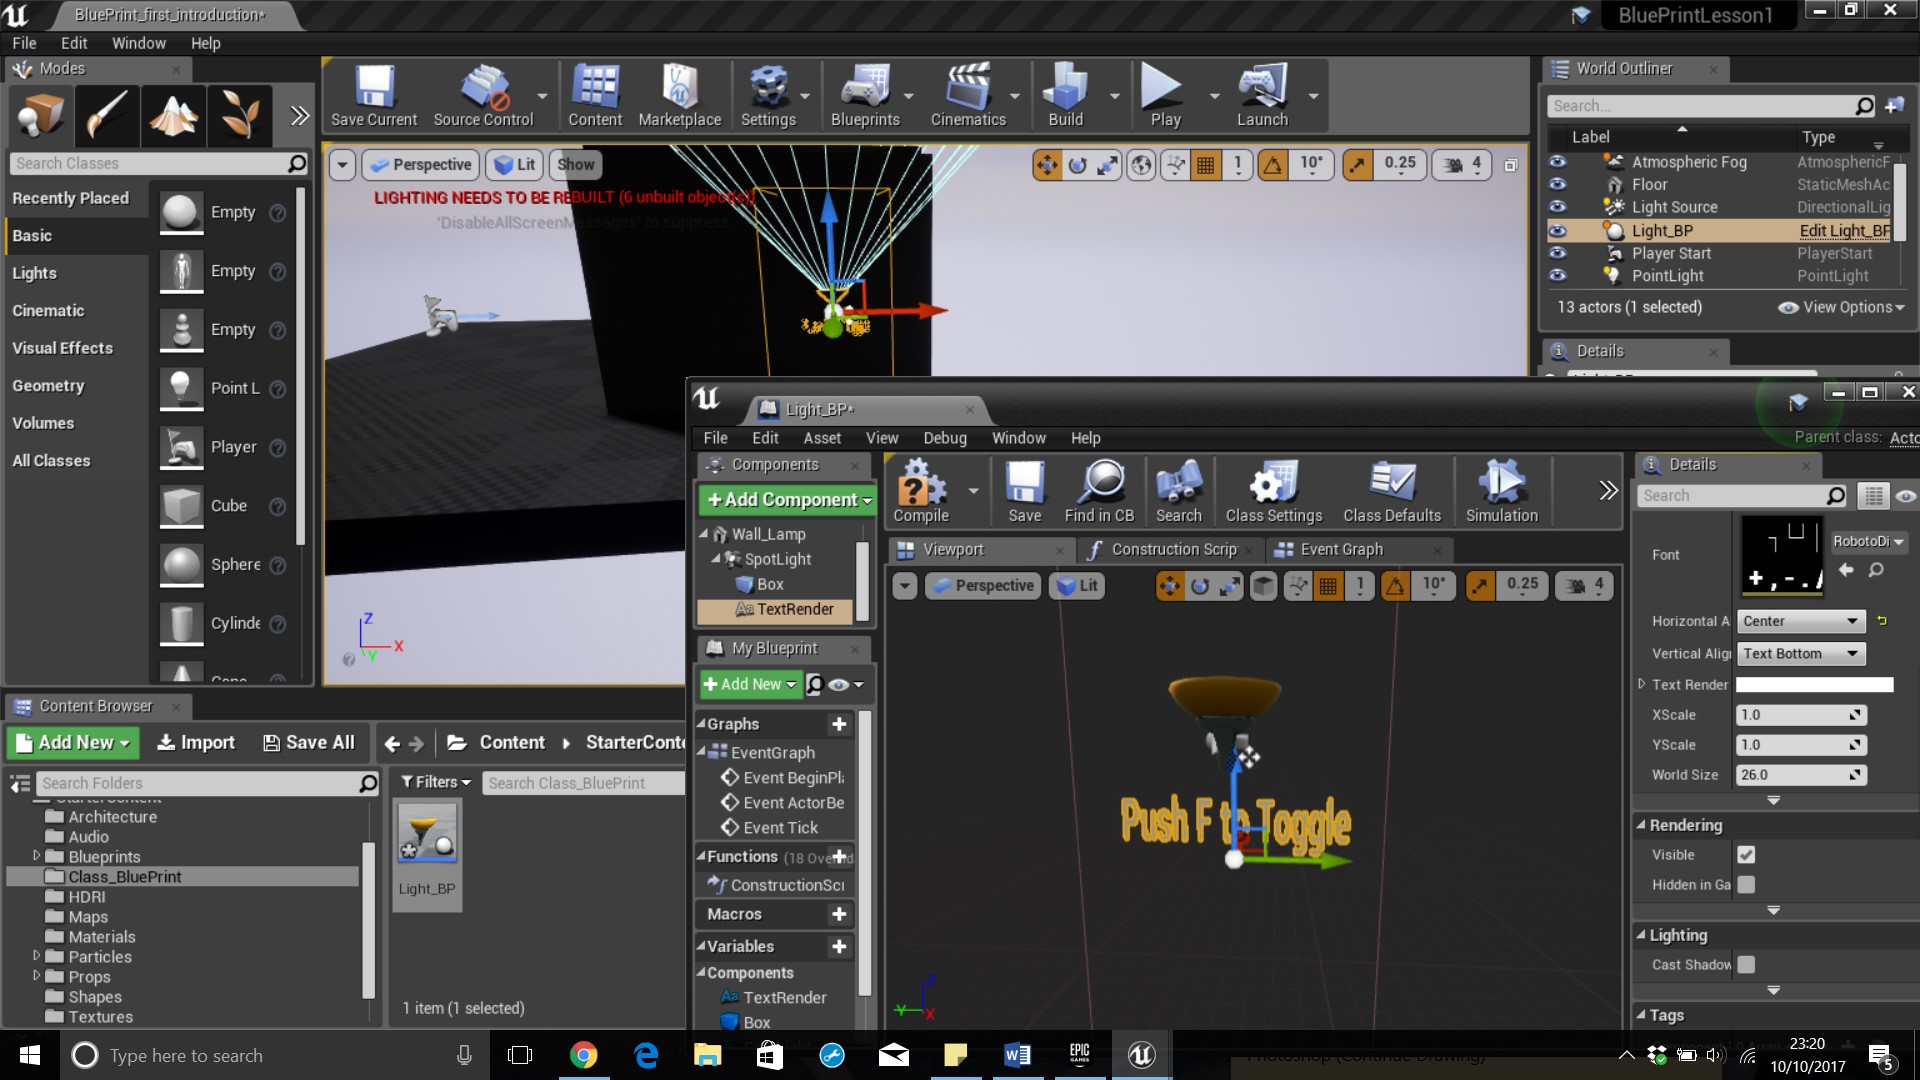 BluePrint_first_introduction*
BluePrintLesson1
File Edit Window Help
Modes
Search Classes
Recently Placed
Basic
Lights
Cinematic
Visual Effects
Geometry
Volumes
All Classes
Empty
Empty
Empty
Point L
Player
Cube
Sphere
Cylinde
Save Current
Source Control
Content
Marketplace
Settings
Blueprints
Cinematics
Build
Play
Launch
Perspective Lit Show
1 10° 0.25 4
LIGHTING NEEDS TO BE REBUILT (6 unbuilt object(s))
'DisableAllScreenMessages' to suppress
Z
X
Y
World Outliner
Search...
Label Type
Atmospheric Fog AtmosphericF
Floor StaticMeshAc
Light Source DirectionalLig
Light_BP Edit Light_BP
Player Start PlayerStart
PointLight PointLight
13 actors (1 selected) View Options
Details
Content Browser
Add New Import Save All
Content StarterConte
Search Folders
Filters Search Class_BluePrint
StarterContent
Architecture
Audio
Blueprints
Class_BluePrint
HDRI
Maps
Materials
Particles
Props
Shapes
Textures
Light_BP
1 item (1 selected)
Light_BP*
File Edit Asset View Debug Window Help
Parent class: Acto
Components
+Add Component
Wall_Lamp
SpotLight
Box
TextRender
Compile
Save
Find in CB
Search
Class Settings
Class Defaults
Simulation
Viewport
Construction Scrip
Event Graph
Perspective Lit
1 10° 0.25 4
Push F to Toggle
Z
Y
X
My Blueprint
+Add New
Graphs
EventGraph
Event BeginPla
Event ActorBe
Event Tick
Functions (18 Overrid
ConstructionScr
Macros
Variables
Components
TextRender
Box
Details
Search
Font RobotoDi
+ , - . /
Horizontal A Center
Vertical Alig Text Bottom
Text Render
XScale 1.0
YScale 1.0
World Size 26.0
Rendering
Visible
Hidden in Ga
Lighting
Cast Shadow
Tags
Type here to search
EPIC
GAMES
Photoshop (Continue Drawing)
23:20
10/10/2017
5